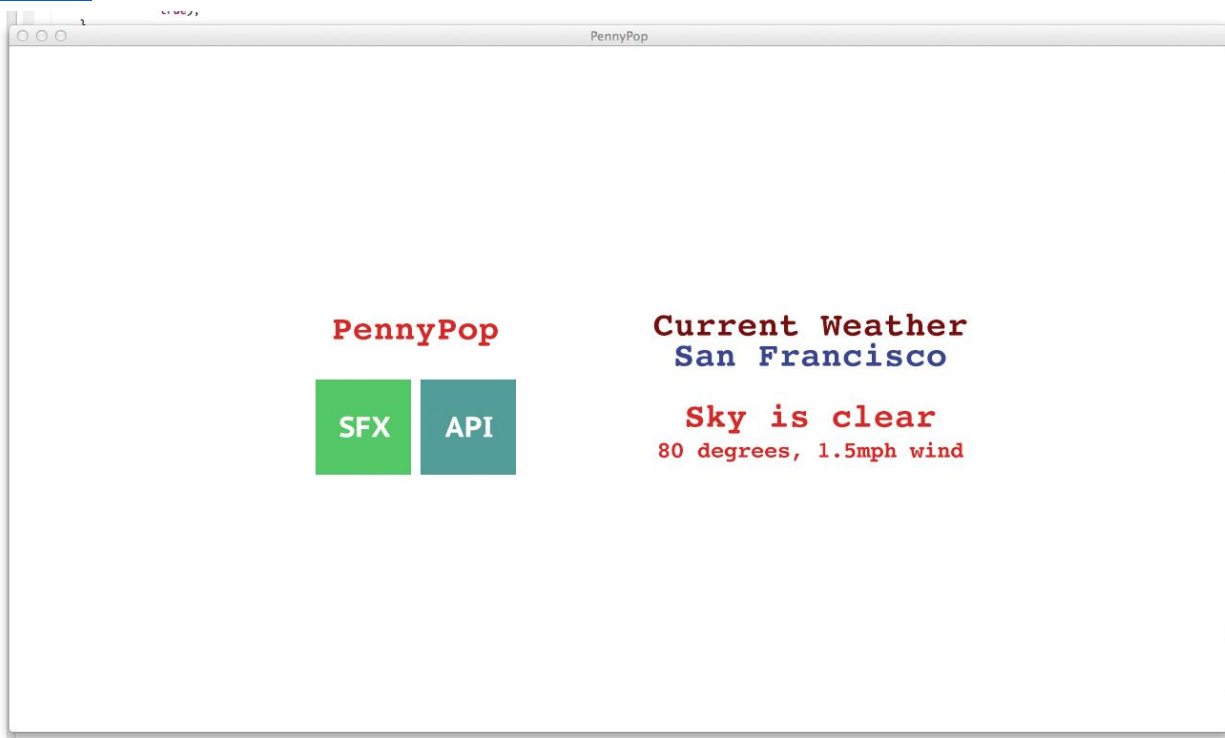 PennyPop
PennyPop
SFX
API
Current Weather
San Francisco
Sky is clear
80 degrees, 1.5mph wind